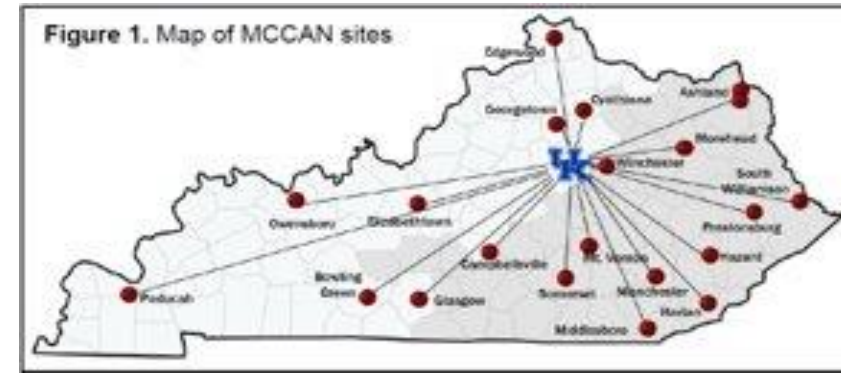 Figure 1. Map of MCCAN sites
Edgewood
Cynthiana
Georgetown
Ashland
Morehead
UK
Winchester
South
Williamson
Owensboro
Elizabethtown
Prestonsburg
Hazard
Mt. Vernon
Campbellsville
Bowling
Green
Paducah
Glasgow
Somerset
Manchester
Harlan
Middlesboro